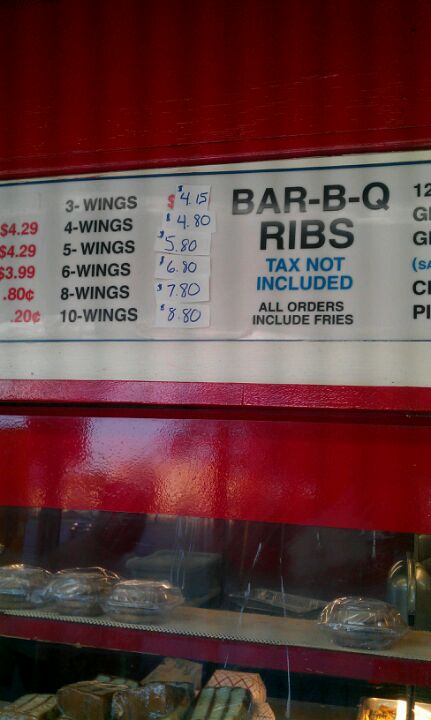 $4.29
$4.29
$3.99
.80¢
.20¢
3- WINGS $4.15
4-WINGS $4.80
5- WINGS $5.80
6-WINGS $6.80
8-WINGS $7.80
10-WINGS $8.80
BAR-B-Q
RIBS
TAX NOT
INCLUDED
ALL ORDERS
INCLUDE FRIES
12